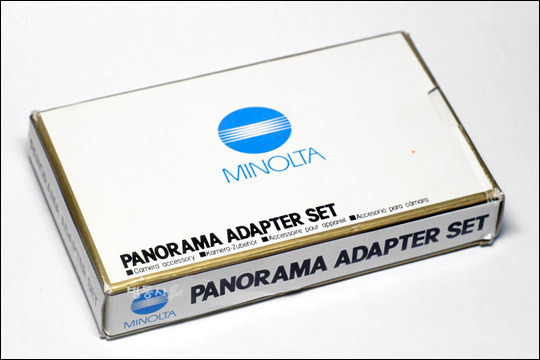 MINOLTA
PANORAMA ADAPTER SET
■Camera accessory ■Kamera-Zubehör ■Accessoire pour appareil ■Accesorio para cámara
MINOLTA
PANORAMA ADAPTER SET